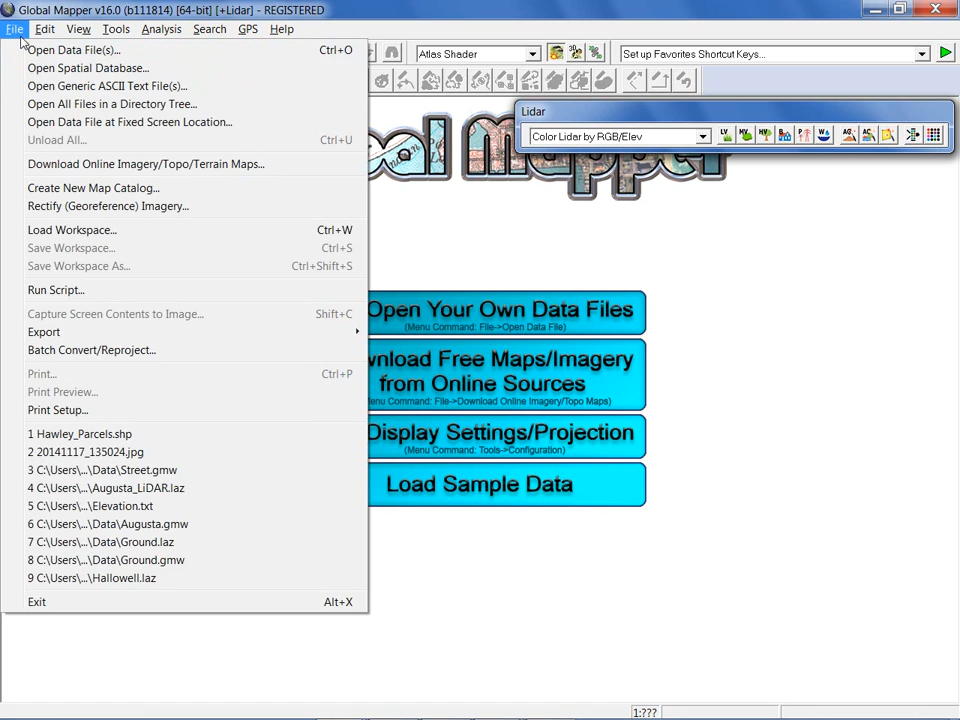 Global Mapper v16.0 (b111814) [64-bit] [+Lidar] - REGISTERED
File Edit View Tools Analysis Search GPS Help
Atlas Shader
Set up Favorites Shortcut Keys...
Open Data File(s)... Ctrl+O
Open Spatial Database...
Open Generic ASCII Text File(s)...
Open All Files in a Directory Tree...
Open Data File at Fixed Screen Location...
Unload All... Ctrl+U
Download Online Imagery/Topo/Terrain Maps...
Create New Map Catalog...
Rectify (Georeference) Imagery...
Load Workspace... Ctrl+W
Save Workspace... Ctrl+S
Save Workspace As... Ctrl+Shift+S
Run Script...
Capture Screen Contents to Image... Shift+C
Export
Batch Convert/Reproject...
Print... Ctrl+P
Print Preview...
Print Setup...
1 Hawley_Parcels.shp
2 20141117_135024.jpg
3 C:\Users\...\Data\Street.gmw
4 C:\Users\...\Augusta_LiDAR.laz
5 C:\Users\...\Elevation.txt
6 C:\Users\...\Data\Augusta.gmw
7 C:\Users\...\Data\Ground.laz
8 C:\Users\...\Data\Ground.gmw
9 C:\Users\...\Hallowell.laz
Exit Alt+X
Lidar
Color Lidar by RGB/Elev
bal Mapper
Open Your Own Data Files
(Menu Command: File->Open Data File)
wnload Free Maps/Imagery
from Online Sources
Menu Command: File->Download Online Imagery/Topo Maps)
Display Settings/Projection
(Menu Command: Tools->Configuration)
Load Sample Data
1:???